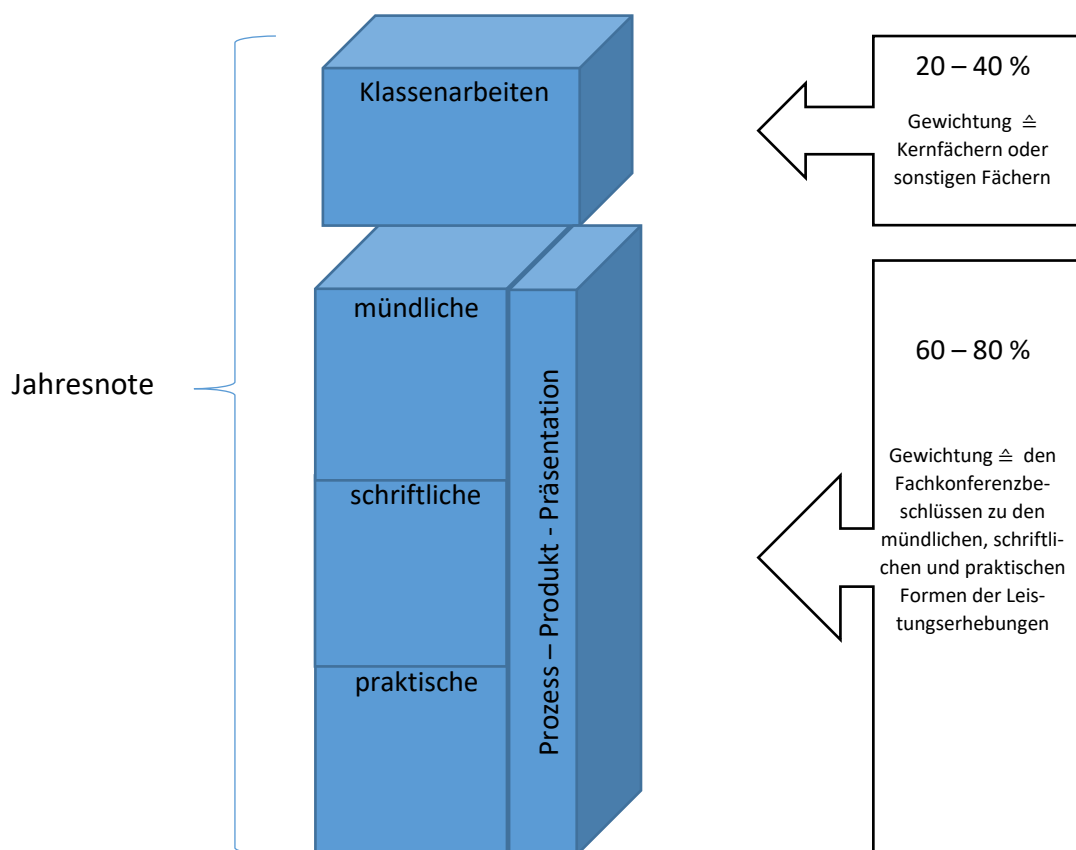 Jahresnote
Klassenarbeiten
mündliche
schriftliche
praktische
Prozess – Produkt - Präsentation
20 – 40 %
Gewichtung ≙
Kernfächern oder
sonstigen Fächern
60 – 80 %
Gewichtung ≙ den
Fachkonferenzbe-
schlüssen zu den
mündlichen, schriftli-
chen und praktischen
Formen der Leis-
tungserhebungen